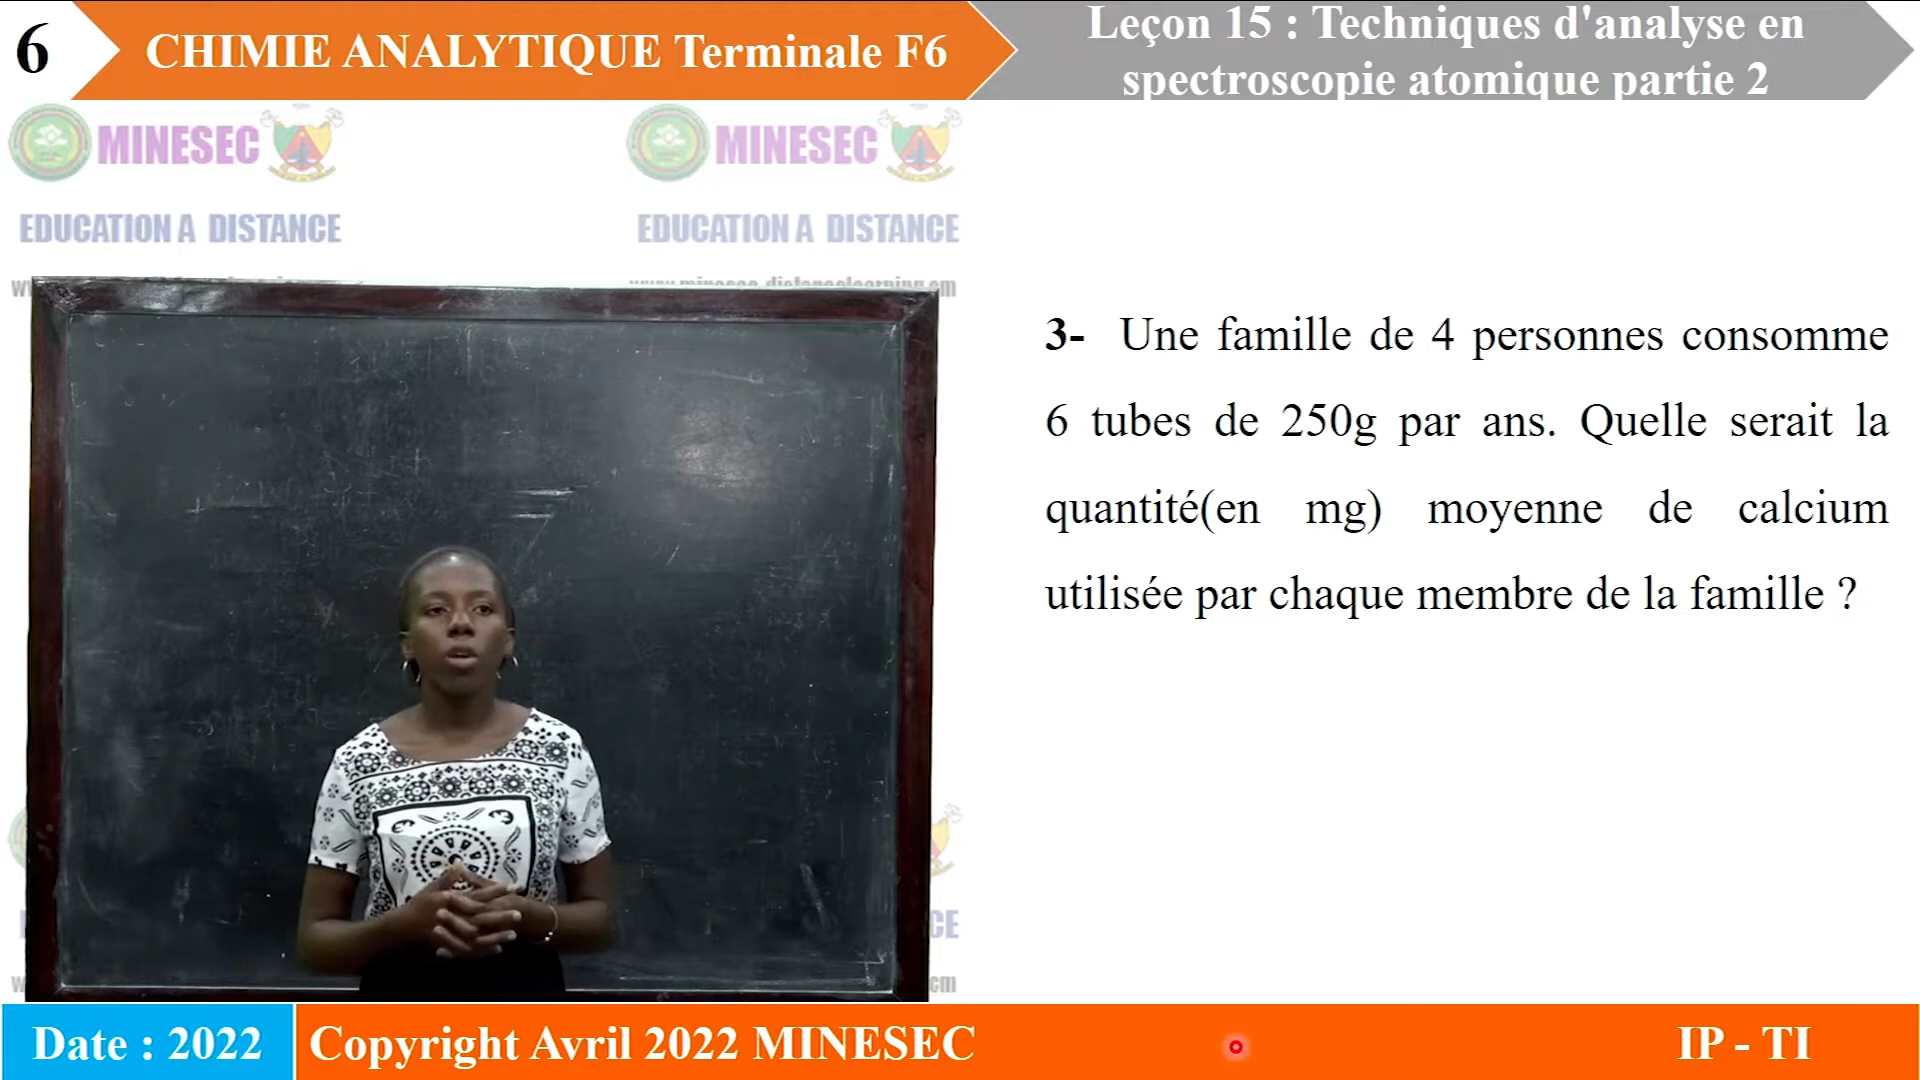 6
CHIMIE ANALYTIQUE Terminale F6
Leçon 15 : Techniques d'analyse en
spectroscopie atomique partie 2
MINESEC
MINESEC
EDUCATION A DISTANCE
EDUCATION A DISTANCE
3- Une famille de 4 personnes consomme
6 tubes de 250g par ans. Quelle serait la
quantité(en mg) moyenne de calcium
utilisée par chaque membre de la famille ?
Date : 2022
Copyright Avril 2022 MINESEC
IP - TI